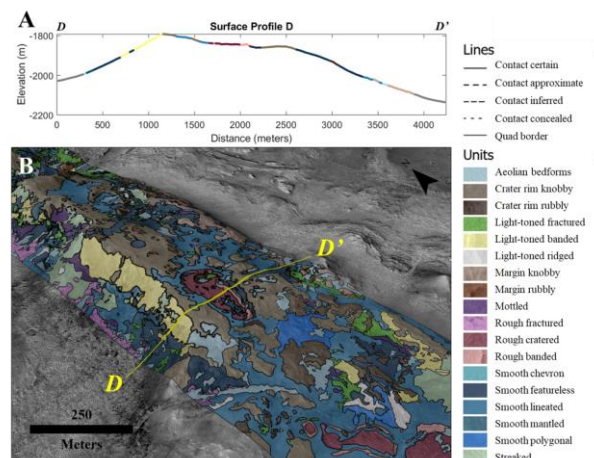 A
Surface Profile D
D
D'
-1800
-2000
-2200
Elevation (m)
0
500
1000
1500
2000
2500
3000
3500
4000
Distance (meters)
B
D'
D
250
Meters
Lines
Contact certain
Contact approximate
Contact inferred
Contact concealed
Quad border
Units
Aeolian bedforms
Crater rim knobby
Crater rim rubbly
Light-toned fractured
Light-toned banded
Light-toned ridged
Margin knobby
Margin rubbly
Mottled
Rough fractured
Rough cratered
Rough banded
Smooth chevron
Smooth featureless
Smooth lineated
Smooth mantled
Smooth polygonal
Streaked